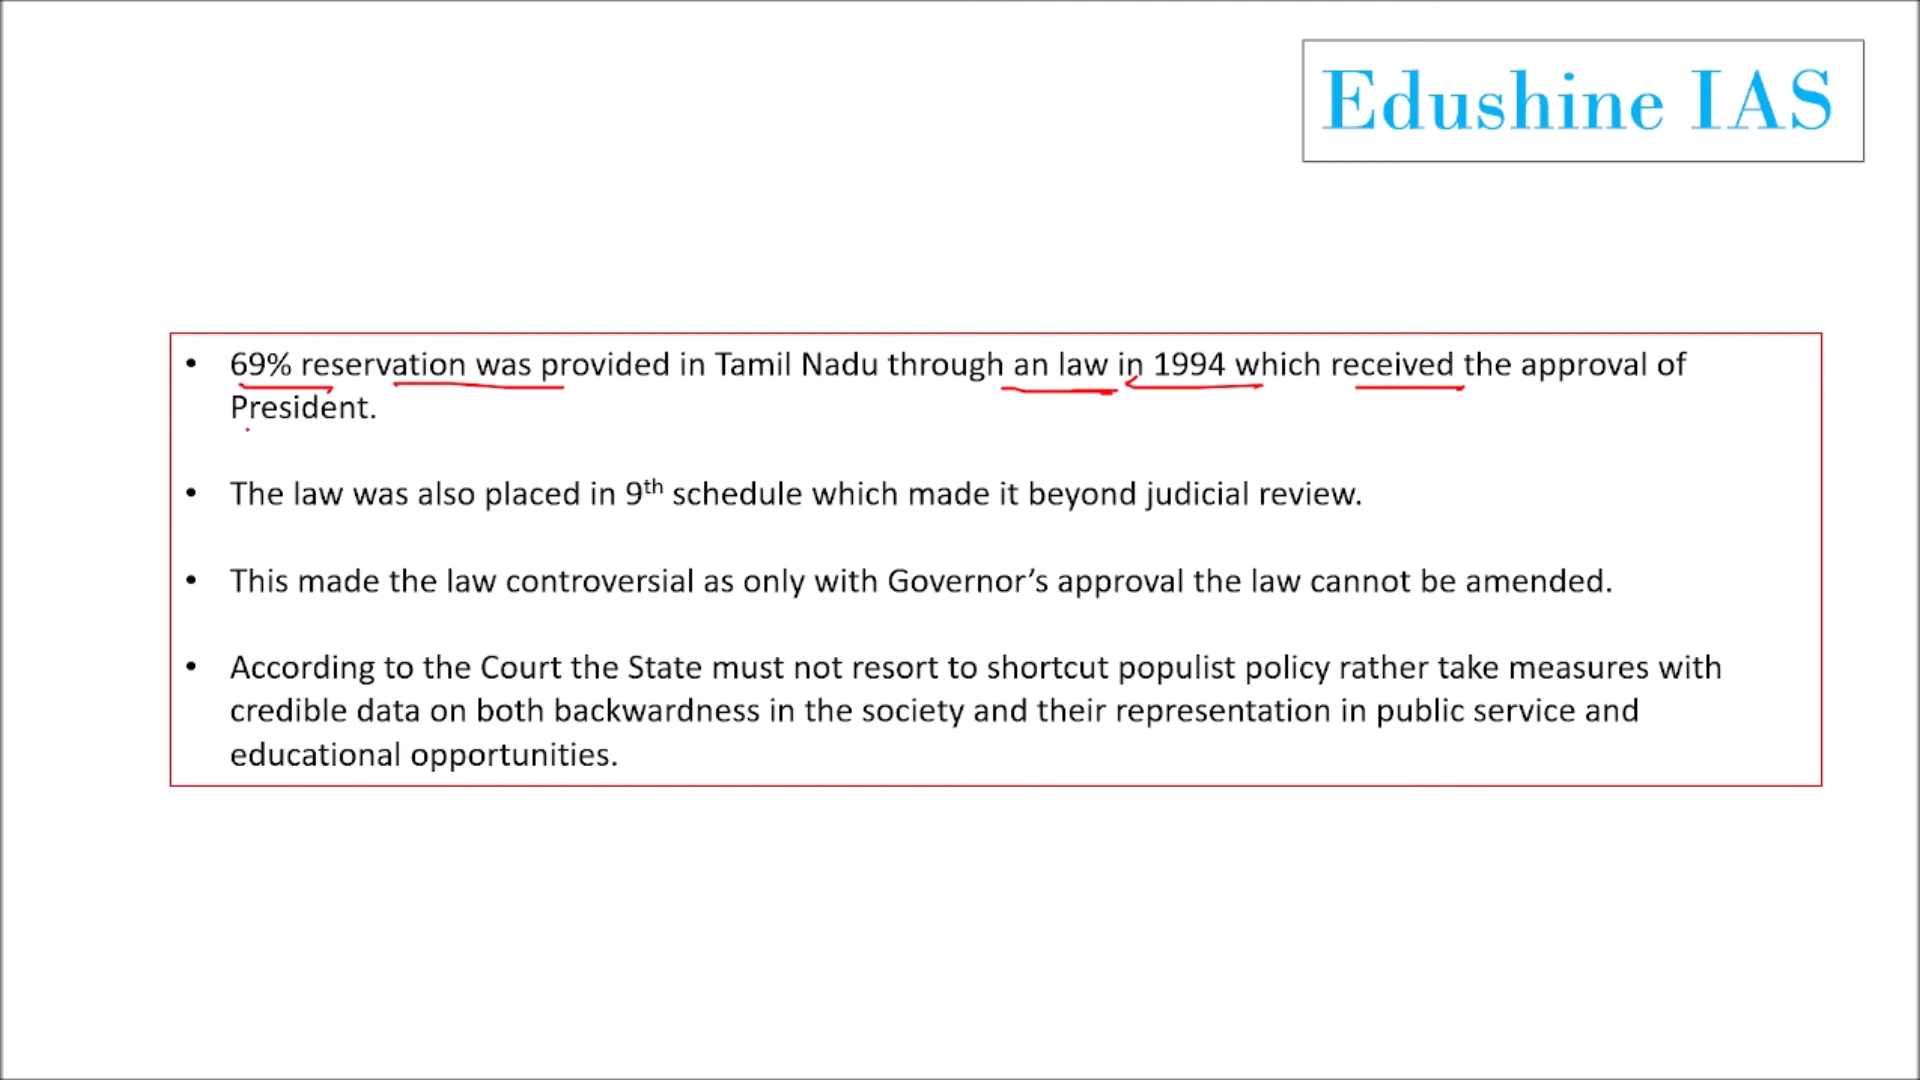 Edushine IAS
• 69% reservation was provided in Tamil Nadu through an law in 1994 which received the approval of
President.
• The law was also placed in 9th schedule which made it beyond judicial review.
• This made the law controversial as only with Governor’s approval the law cannot be amended.
• According to the Court the State must not resort to shortcut populist policy rather take measures with
credible data on both backwardness in the society and their representation in public service and
educational opportunities.